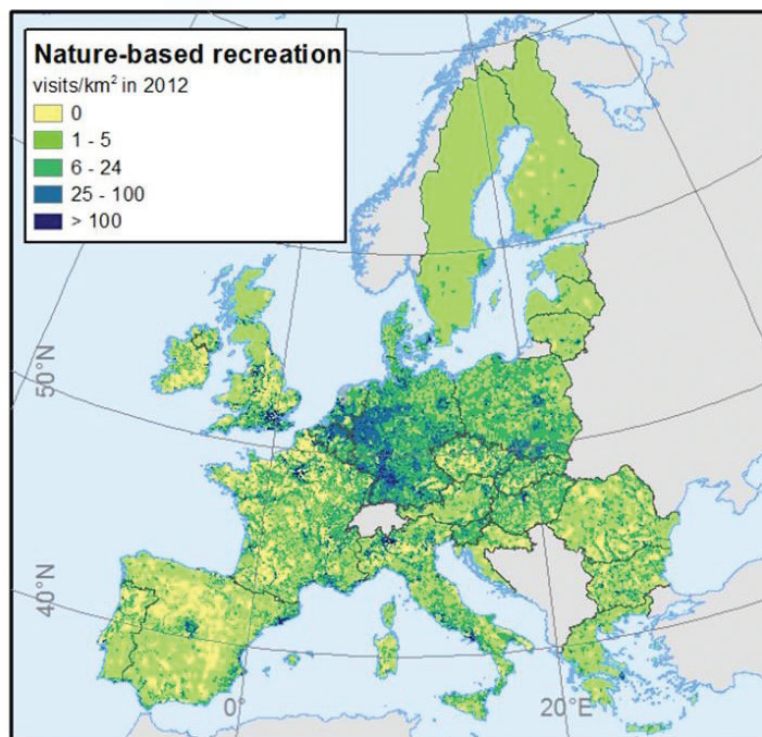 Nature-based recreation
visits/km² in 2012
0
1 - 5
6 - 24
25 - 100
> 100
50°N
40°N
0°
20°E